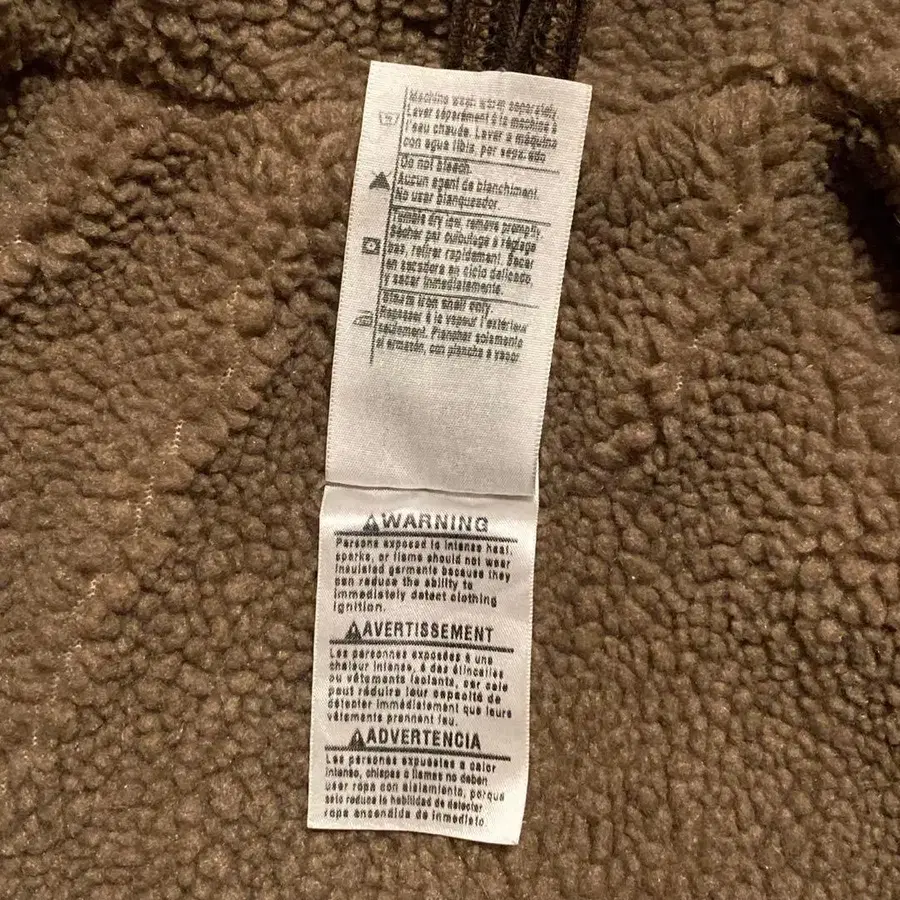 Machine wash warm separately.
Laver séparément à la machine à
l'eau chaude. Lavar a máquina
con agua tibia, por separado
Do not bleach.
Aucun agent de blanchiment.
No usar blanqueador.
Tumble dry low, remove promptly.
Sécher par culbutage à réglage
bas, retirer rapidement. Secar
en secadora en ciclo delicado,
y sacar inmediatamente.
Steam iron shell only.
Repasser à la vapeur l'extérieur
seulement. Planchar solamente
el armazón, con plancha a vapor
WARNING
Persons exposed to intense heat,
sparks, or flame should not wear
insulated garments because they
can reduce the ability to
immediately detect clothing
ignition.
AVERTISSEMENT
Les personnes exposées à une
chaleur intense, à des étincelles
ou vêtements isolants, car cela
peut réduire leur capacité de
détenter immédiatement que leurs
vêtements prennent feu.
ADVERTENCIA
Las personas expuestas a calor
intenso, chispas o llamas no deben
usar ropa con aislamiento, porque
esto reduce la habilidad de detectar
ropa encendida de inmediato.